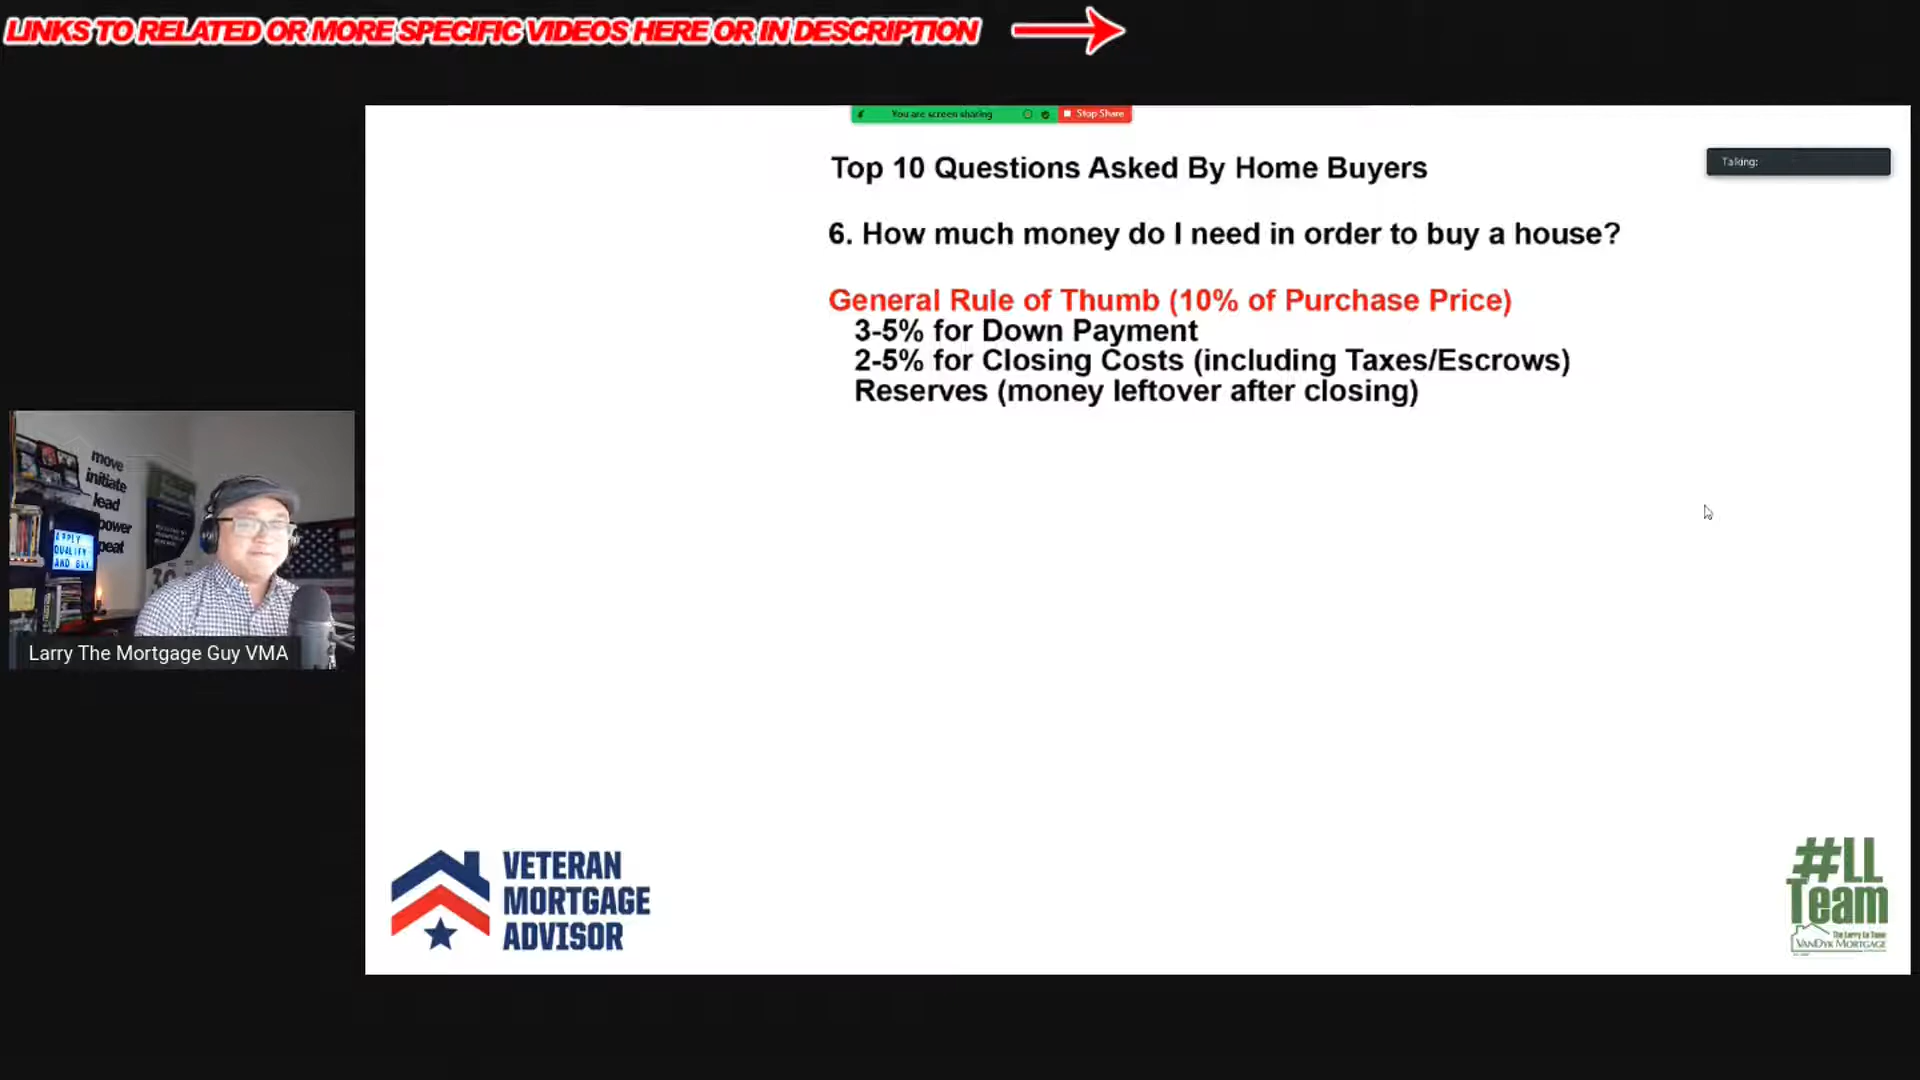 LINKS TO RELATED OR MORE SPECIFIC VIDEOS HERE OR IN DESCRIPTION
You are screen sharing
Stop Share
Talking:
Top 10 Questions Asked By Home Buyers
6. How much money do I need in order to buy a house?
General Rule of Thumb (10% of Purchase Price)
3-5% for Down Payment
2-5% for Closing Costs (including Taxes/Escrows)
Reserves (money leftover after closing)
move
initiate
lead
power
peat
APPLY
QUALIFY
AND BUY
Larry The Mortgage Guy VMA
VETERAN
MORTGAGE
ADVISOR
#LL
Team
VANDYK MORTGAGE